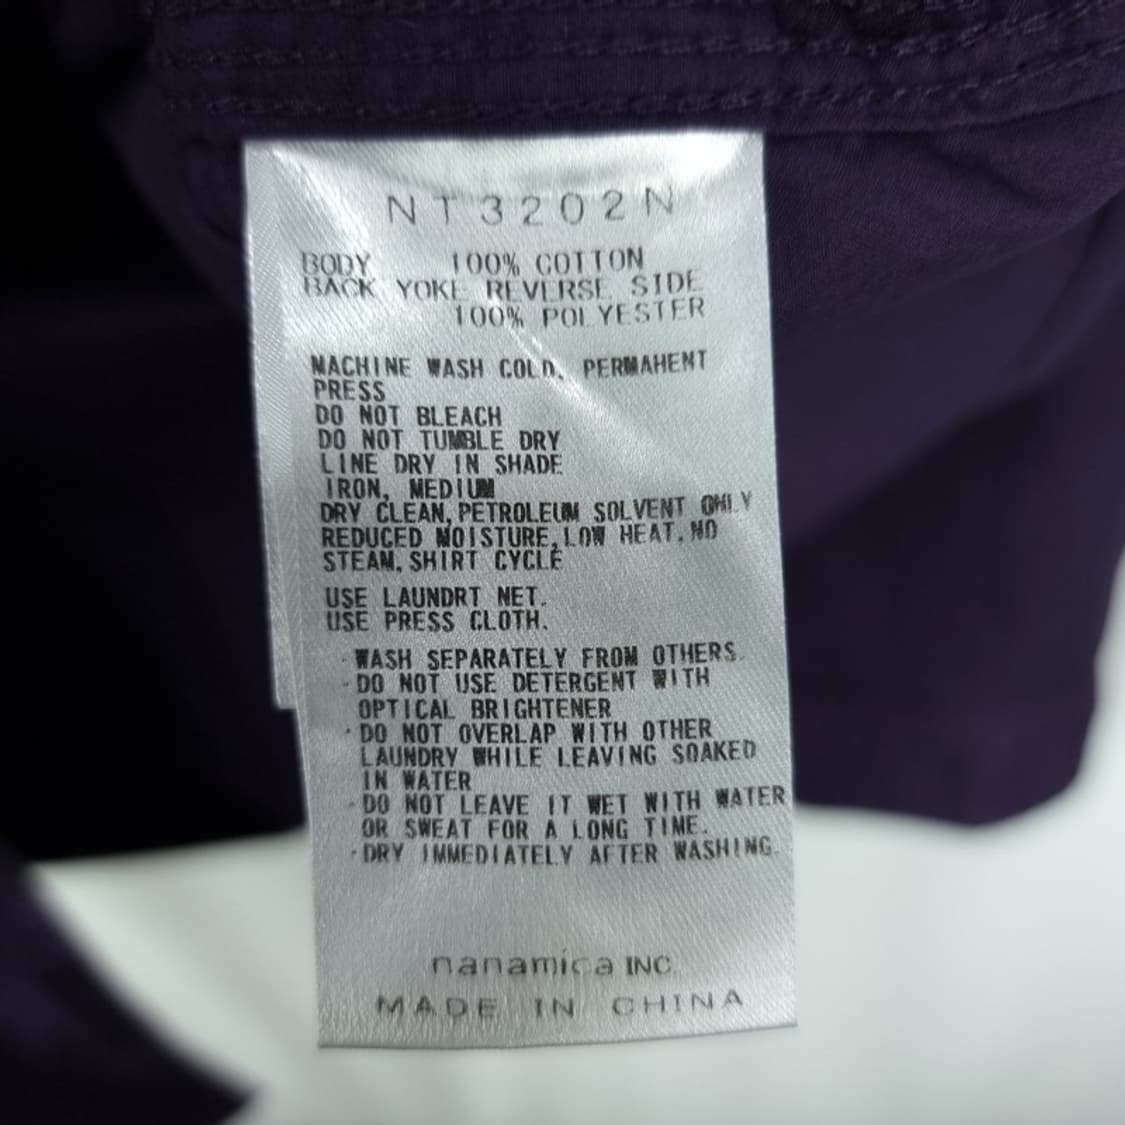 NT3202N
BODY 100% COTTON
BACK YOKE REVERSE SIDE
100% POLYESTER
MACHINE WASH COLD, PERMAHENT
PRESS
DO NOT BLEACH
DO NOT TUMBLE DRY
LINE DRY IN SHADE
IRON, MEDIUM
DRY CLEAN, PETROLEUM SOLVENT ONLY
REDUCED MOISTURE, LOW HEAT, NO
STEAM, SHIRT CYCLE
USE LAUNDRT NET.
USE PRESS CLOTH.
·WASH SEPARATELY FROM OTHERS.
·DO NOT USE DETERGENT WITH
OPTICAL BRIGHTENER
·DO NOT OVERLAP WITH OTHER
LAUNDRY WHILE LEAVING SOAKED
IN WATER
·DO NOT LEAVE IT WET WITH WATER
OR SWEAT FOR A LONG TIME.
·DRY IMMEDIATELY AFTER WASHING.
nanamica INC.
MADE IN CHINA